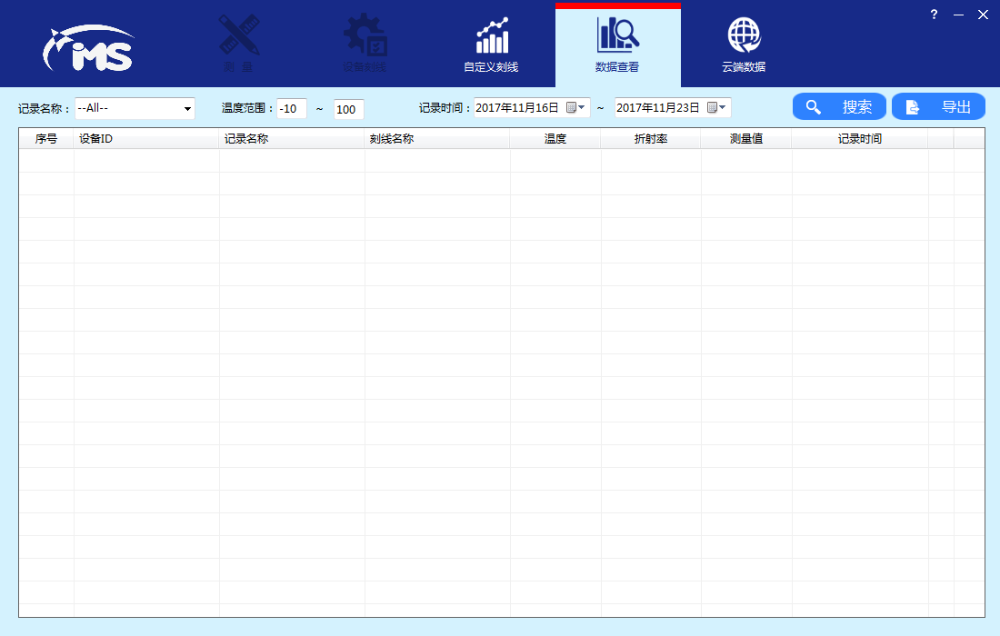 iMS
测 量
设备刻线
自定义刻线
数据查看
云端数据
?
记录名称： --All--
温度范围： -10 ~ 100
记录时间： 2017年11月16日 ~ 2017年11月23日
搜索
导出
序号 设备ID 记录名称 刻线名称 温度 折射率 测量值 记录时间